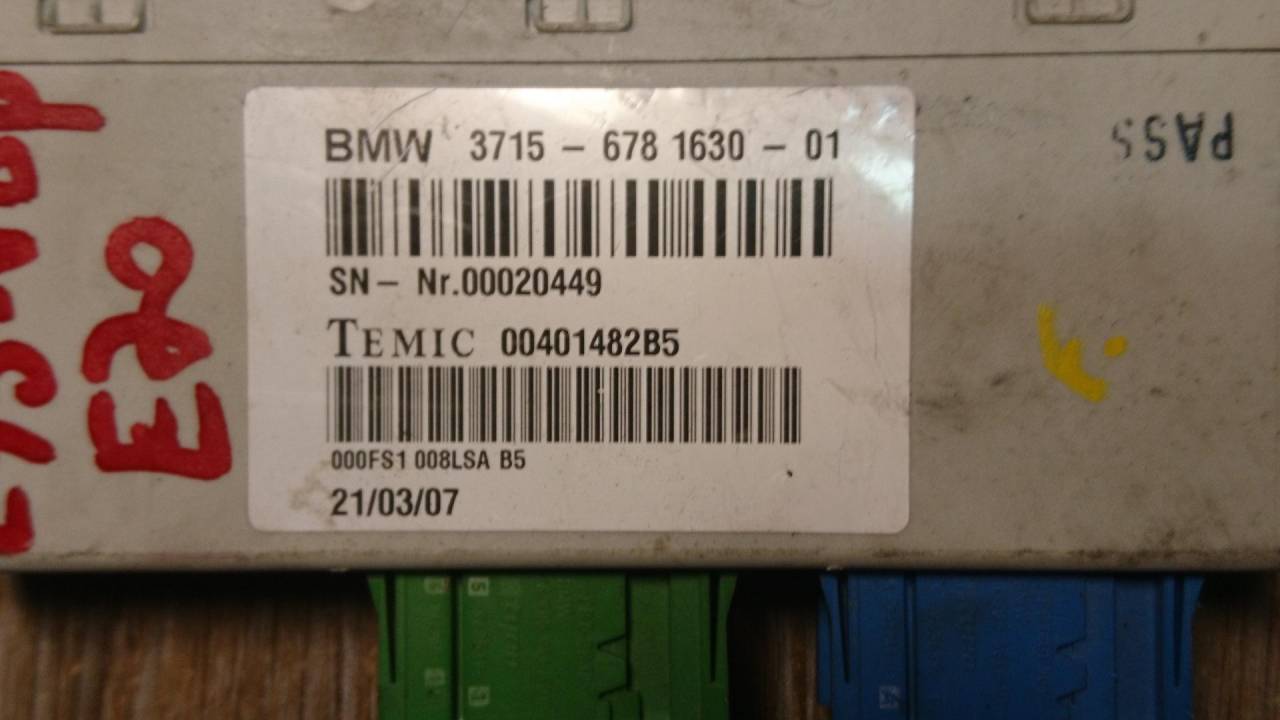 BMW 3715 – 678 1630 – 01
SN – Nr.00020449
TEMIC 00401482B5
000FS1 008LSA B5
21/03/07
PASS
E90